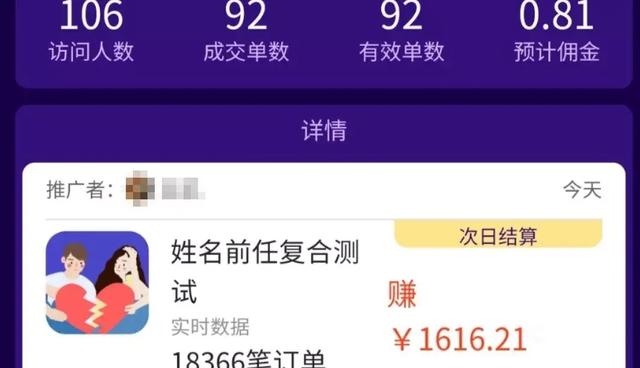 106 92 92 0.81
访问人数 成交单数 有效单数 预计佣金
详情
推广者： 今天
次日结算
姓名前任复合测
试
赚
实时数据
￥1616.21
18366笔订单